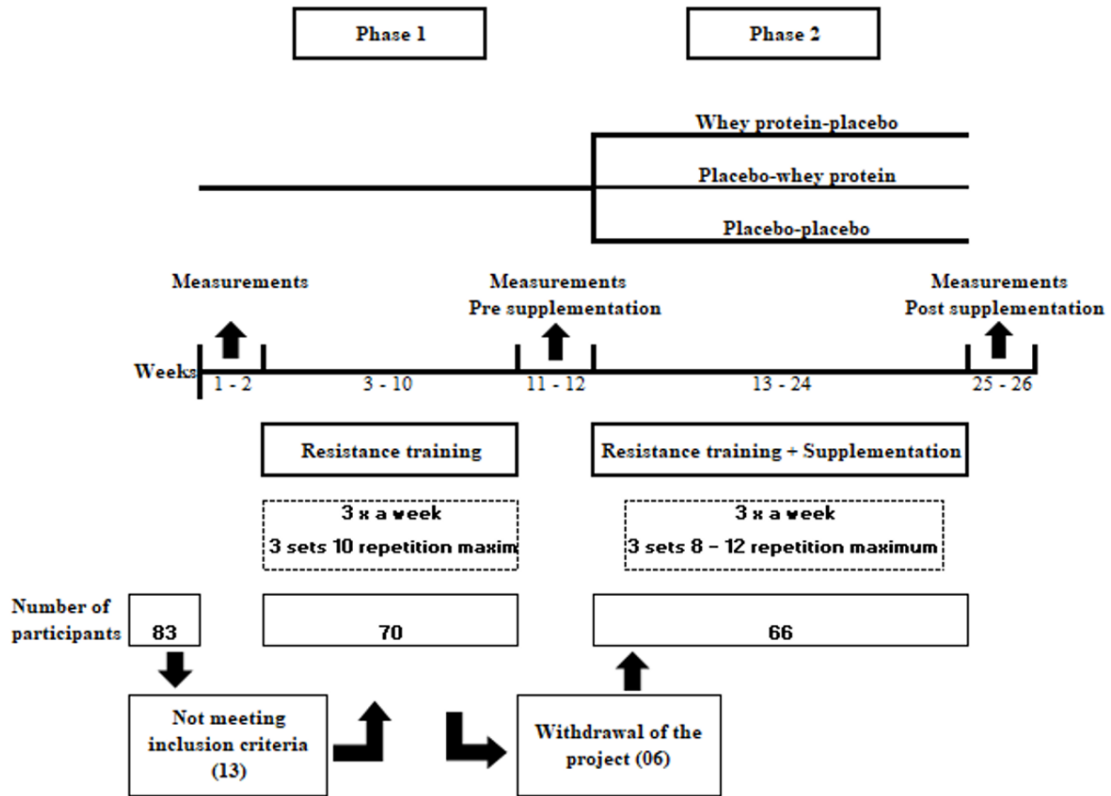 Phase 1
Phase 2
Whey protein-placebo
Placebo-whey protein
Placebo-placebo
Measurements
Measurements
Pre supplementation
Measurements
Post supplementation
Weeks
1 - 2
3 - 10
11 - 12
13 - 24
25 - 26
Resistance training
Resistance training + Supplementation
3 x a week
3 sets 10 repetition maxim
3 x a week
3 sets 8 - 12 repetition maximum
Number of
participants
83
70
66
Not meeting
inclusion criteria
(13)
Withdrawal of the
project (06)